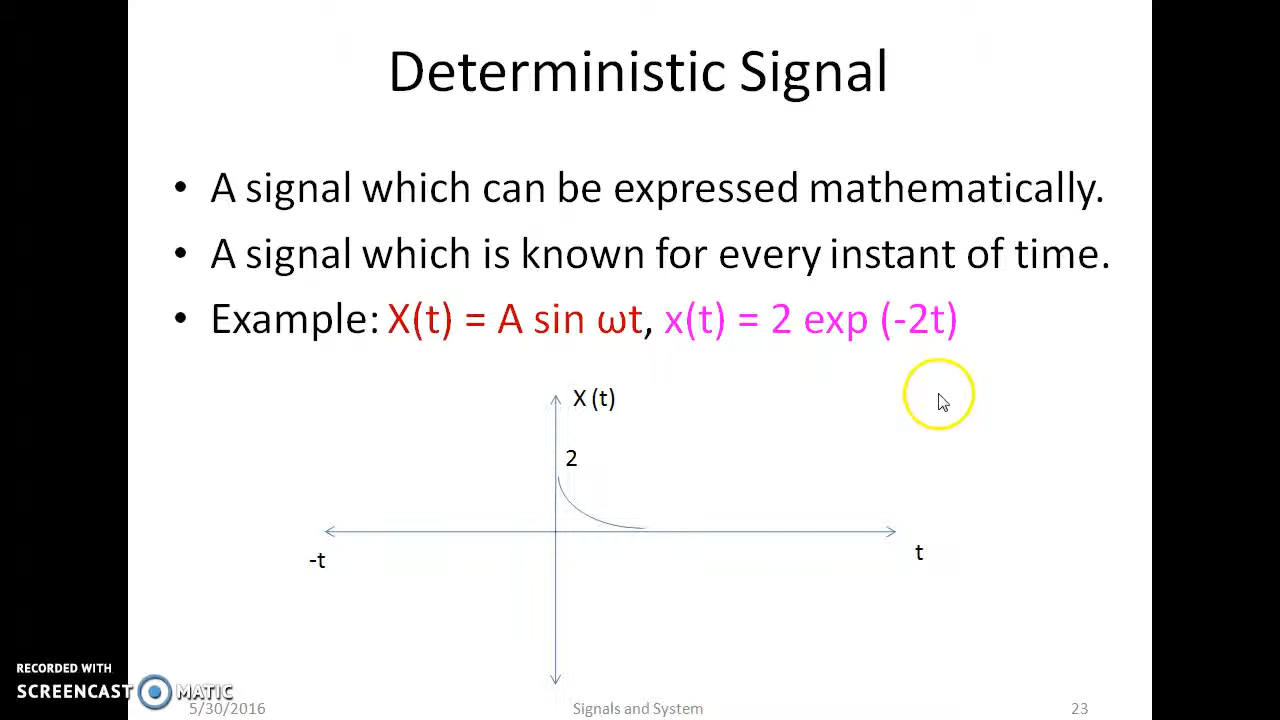 Deterministic Signal
• A signal which can be expressed mathematically.
• A signal which is known for every instant of time.
• Example: X(t) = A sin ωt, x(t) = 2 exp (-2t)
X (t)
2
-t
t
RECORDED WITH
SCREENCAST MATIC
5/30/2016
Signals and System
23